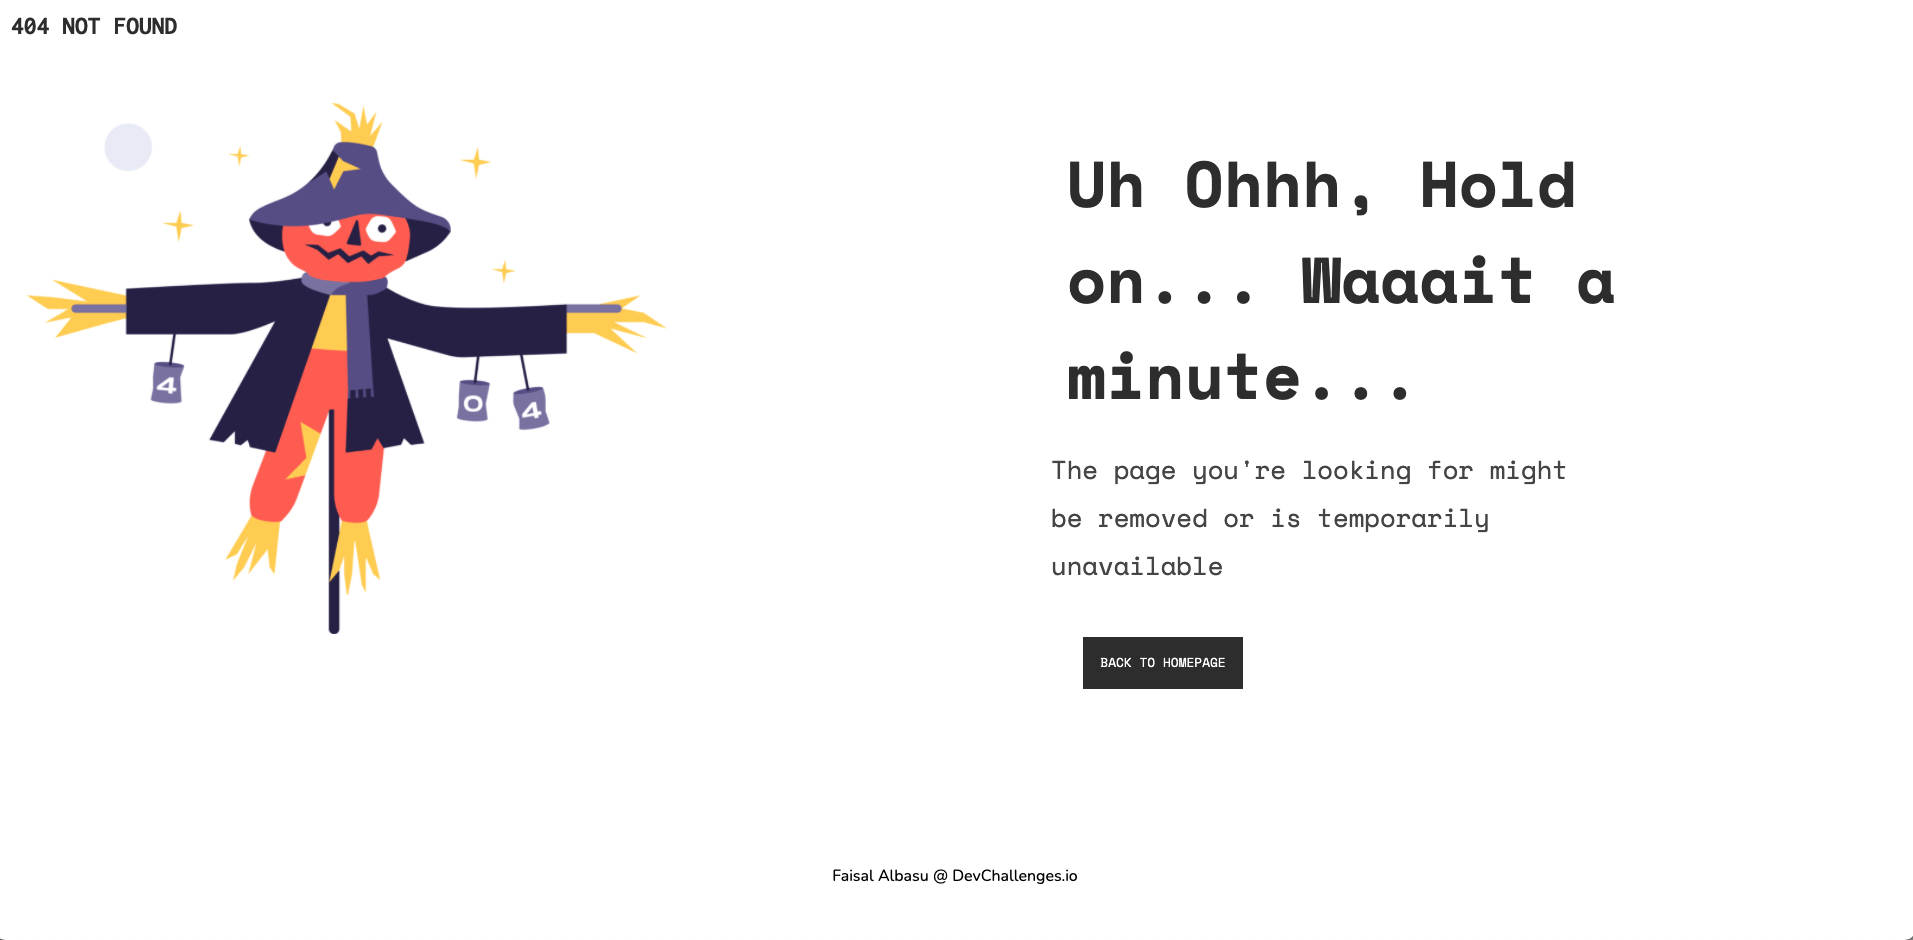 404 NOT FOUND
Uh Ohhh, Hold
on... Waaait a
minute...
4
0
4
The page you're looking for might
be removed or is temporarily
unavailable
BACK TO HOMEPAGE
Faisal Albasu @ DevChallenges.io